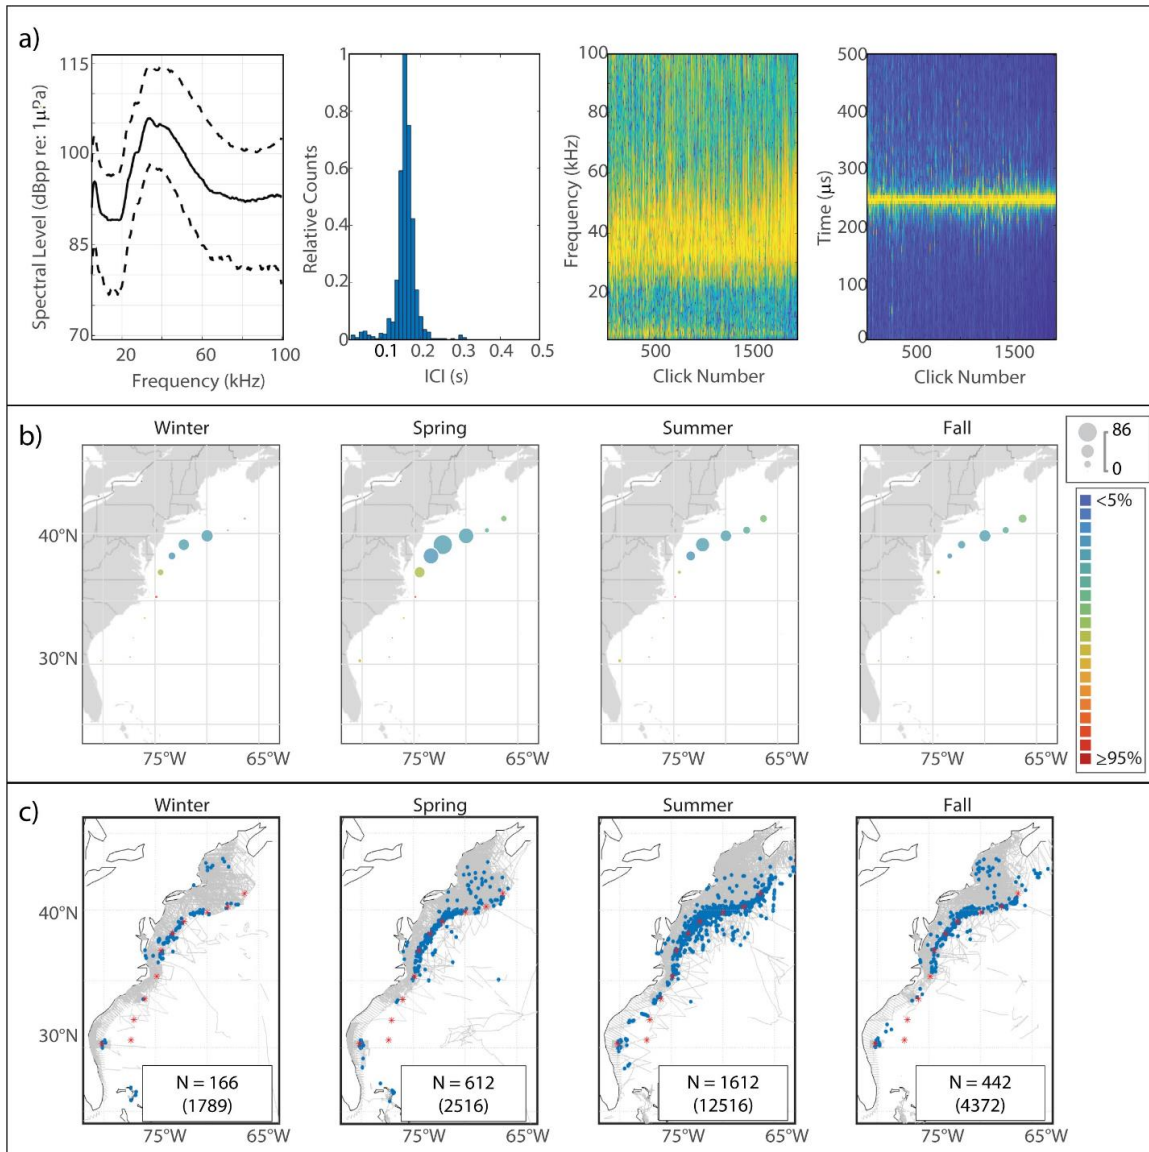 a)
115
100
85
70
Spectral Level (dBpp re: 1µPa)
20
60
100
Frequency (kHz)
1
0.8
0.6
0.4
0.2
0
Relative Counts
0.1
0.2
0.3
0.4
0.5
ICI (s)
100
80
60
40
20
Frequency (kHz)
500
1500
Click Number
500
400
300
200
100
0
Time (µs)
500
1500
Click Number
b)
Winter
Spring
Summer
Fall
86
0
<5%
≥95%
40°N
30°N
75°W
65°W
75°W
65°W
75°W
65°W
75°W
65°W
c)
Winter
Spring
Summer
Fall
40°N
30°N
N = 166
(1789)
N = 612
(2516)
N = 1612
(12516)
N = 442
(4372)
75°W
65°W
75°W
65°W
75°W
65°W
75°W
65°W